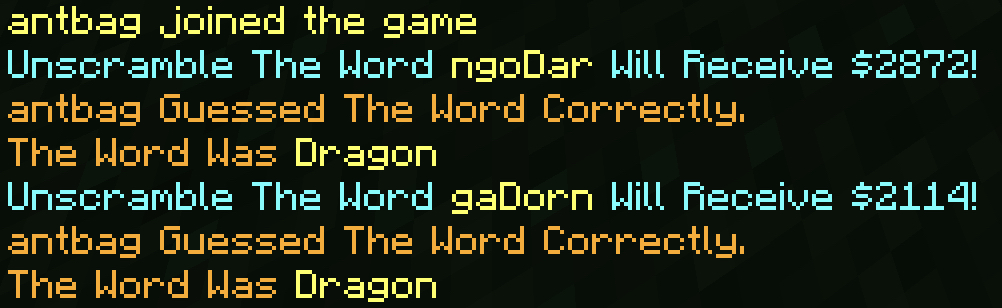 antbag joined the game
Unscramble The Word ngoDar Will Receive $2872!
antbag Guessed The Word Correctly.
The Word Was Dragon
Unscramble The Word gaDorn Will Receive $2114!
antbag Guessed The Word Correctly.
The Word Was Dragon